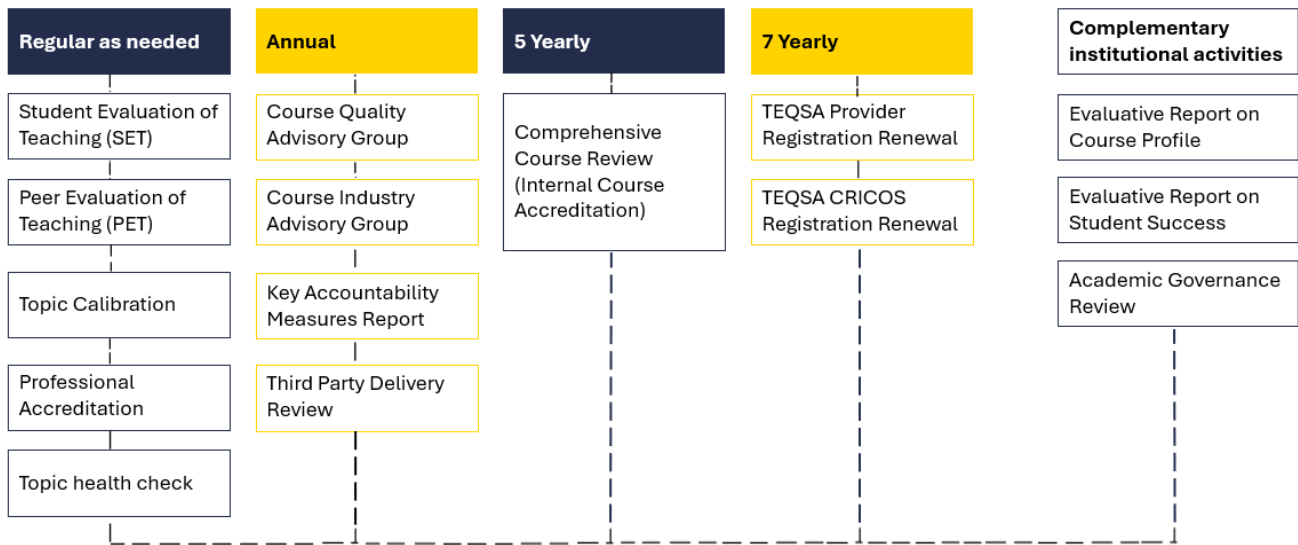 Regular as needed
Student Evaluation of
Teaching (SET)
Peer Evaluation of
Teaching (PET)
Topic Calibration
Professional
Accreditation
Topic health check
Annual
Course Quality
Advisory Group
Course Industry
Advisory Group
Key Accountability
Measures Report
Third Party Delivery
Review
5 Yearly
Comprehensive
Course Review
(Internal Course
Accreditation)
7 Yearly
TEQSA Provider
Registration Renewal
TEQSA CRICOS
Registration Renewal
Complementary
institutional activities
Evaluative Report on
Course Profile
Evaluative Report on
Student Success
Academic Governance
Review